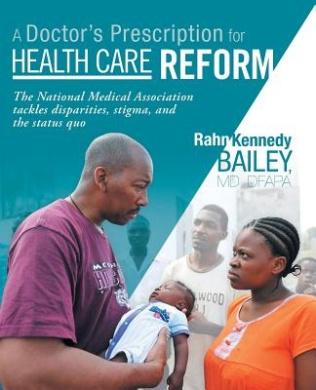 A Doctor's Prescription for
HEALTH CARE REFORM
The National Medical Association
tackles disparities, stigma, and
the status quo
Rahn Kennedy
BAILEY,
MD, DFAPA